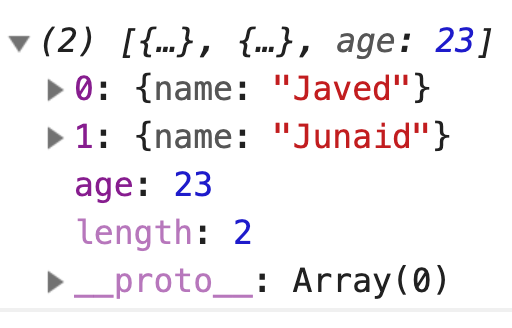 (2) [{…}, {…}, age: 23]
0: {name: "Javed"}
1: {name: "Junaid"}
age: 23
length: 2
__proto__: Array(0)